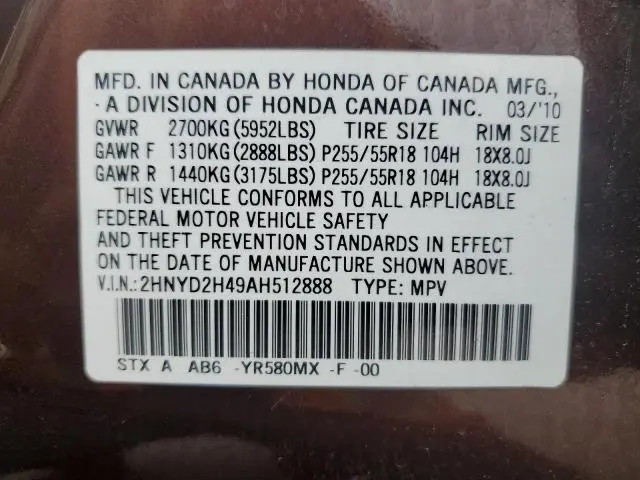 MFD. IN CANADA BY HONDA OF CANADA MFG.,
- A DIVISION OF HONDA CANADA INC. 03/'10
GVWR 2700KG (5952LBS) TIRE SIZE RIM SIZE
GAWR F 1310KG (2888LBS) P255/55R18 104H 18X8.0J
GAWR R 1440KG (3175LBS) P255/55R18 104H 18X8.0J
THIS VEHICLE CONFORMS TO ALL APPLICABLE
FEDERAL MOTOR VEHICLE SAFETY
AND THEFT PREVENTION STANDARDS IN EFFECT
ON THE DATE OF MANUFACTURE SHOWN ABOVE.
V.I.N.:2HNYD2H49AH512888 TYPE: MPV
STX A AB6 -YR580MX -F -00